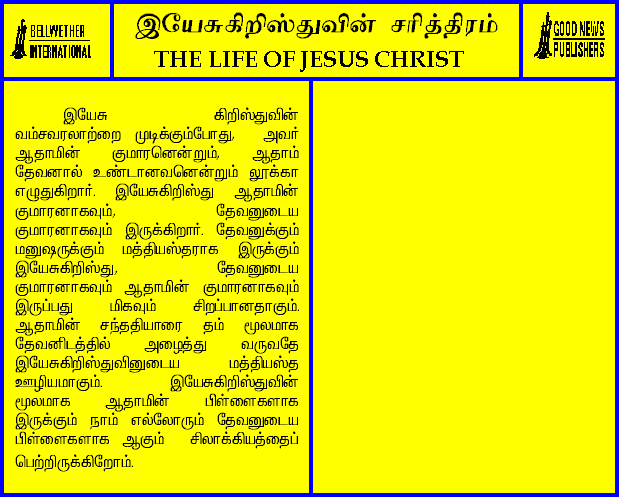 BELLWETHER
INTERNATIONAL
இயேசுகிறிஸ்துவின் சரித்திரம்
THE LIFE OF JESUS CHRIST
GOOD NEWS
PUBLISHERS
இயேசு கிறிஸ்துவின்
வம்சவரலாற்றை முடிக்கும்போது, அவர்
ஆதாமின் குமாரனென்றும், ஆதாம்
தேவனால் உண்டானவனென்றும் லூக்கா
எழுதுகிறார். இயேசுகிறிஸ்து ஆதாமின்
குமாரனாகவும், தேவனுடைய
குமாரனாகவும் இருக்கிறார். தேவனுக்கும்
மனுஷருக்கும் மத்தியஸ்தராக இருக்கும்
இயேசுகிறிஸ்து, தேவனுடைய
குமாரனாகவும் ஆதாமின் குமாரனாகவும்
இருப்பது மிகவும் சிறப்பானதாகும்.
ஆதாமின் சந்ததியாரை தம் மூலமாக
தேவனிடத்தில் அழைத்து வருவதே
இயேசுகிறிஸ்துவினுடைய மத்தியஸ்த
ஊழியமாகும். இயேசுகிறிஸ்துவின்
மூலமாக ஆதாமின் பிள்ளைகளாக
இருக்கும் நாம் எல்லோரும் தேவனுடைய
பிள்ளைகளாக ஆகும் சிலாக்கியத்தைப்
பெற்றிருக்கிறோம்.